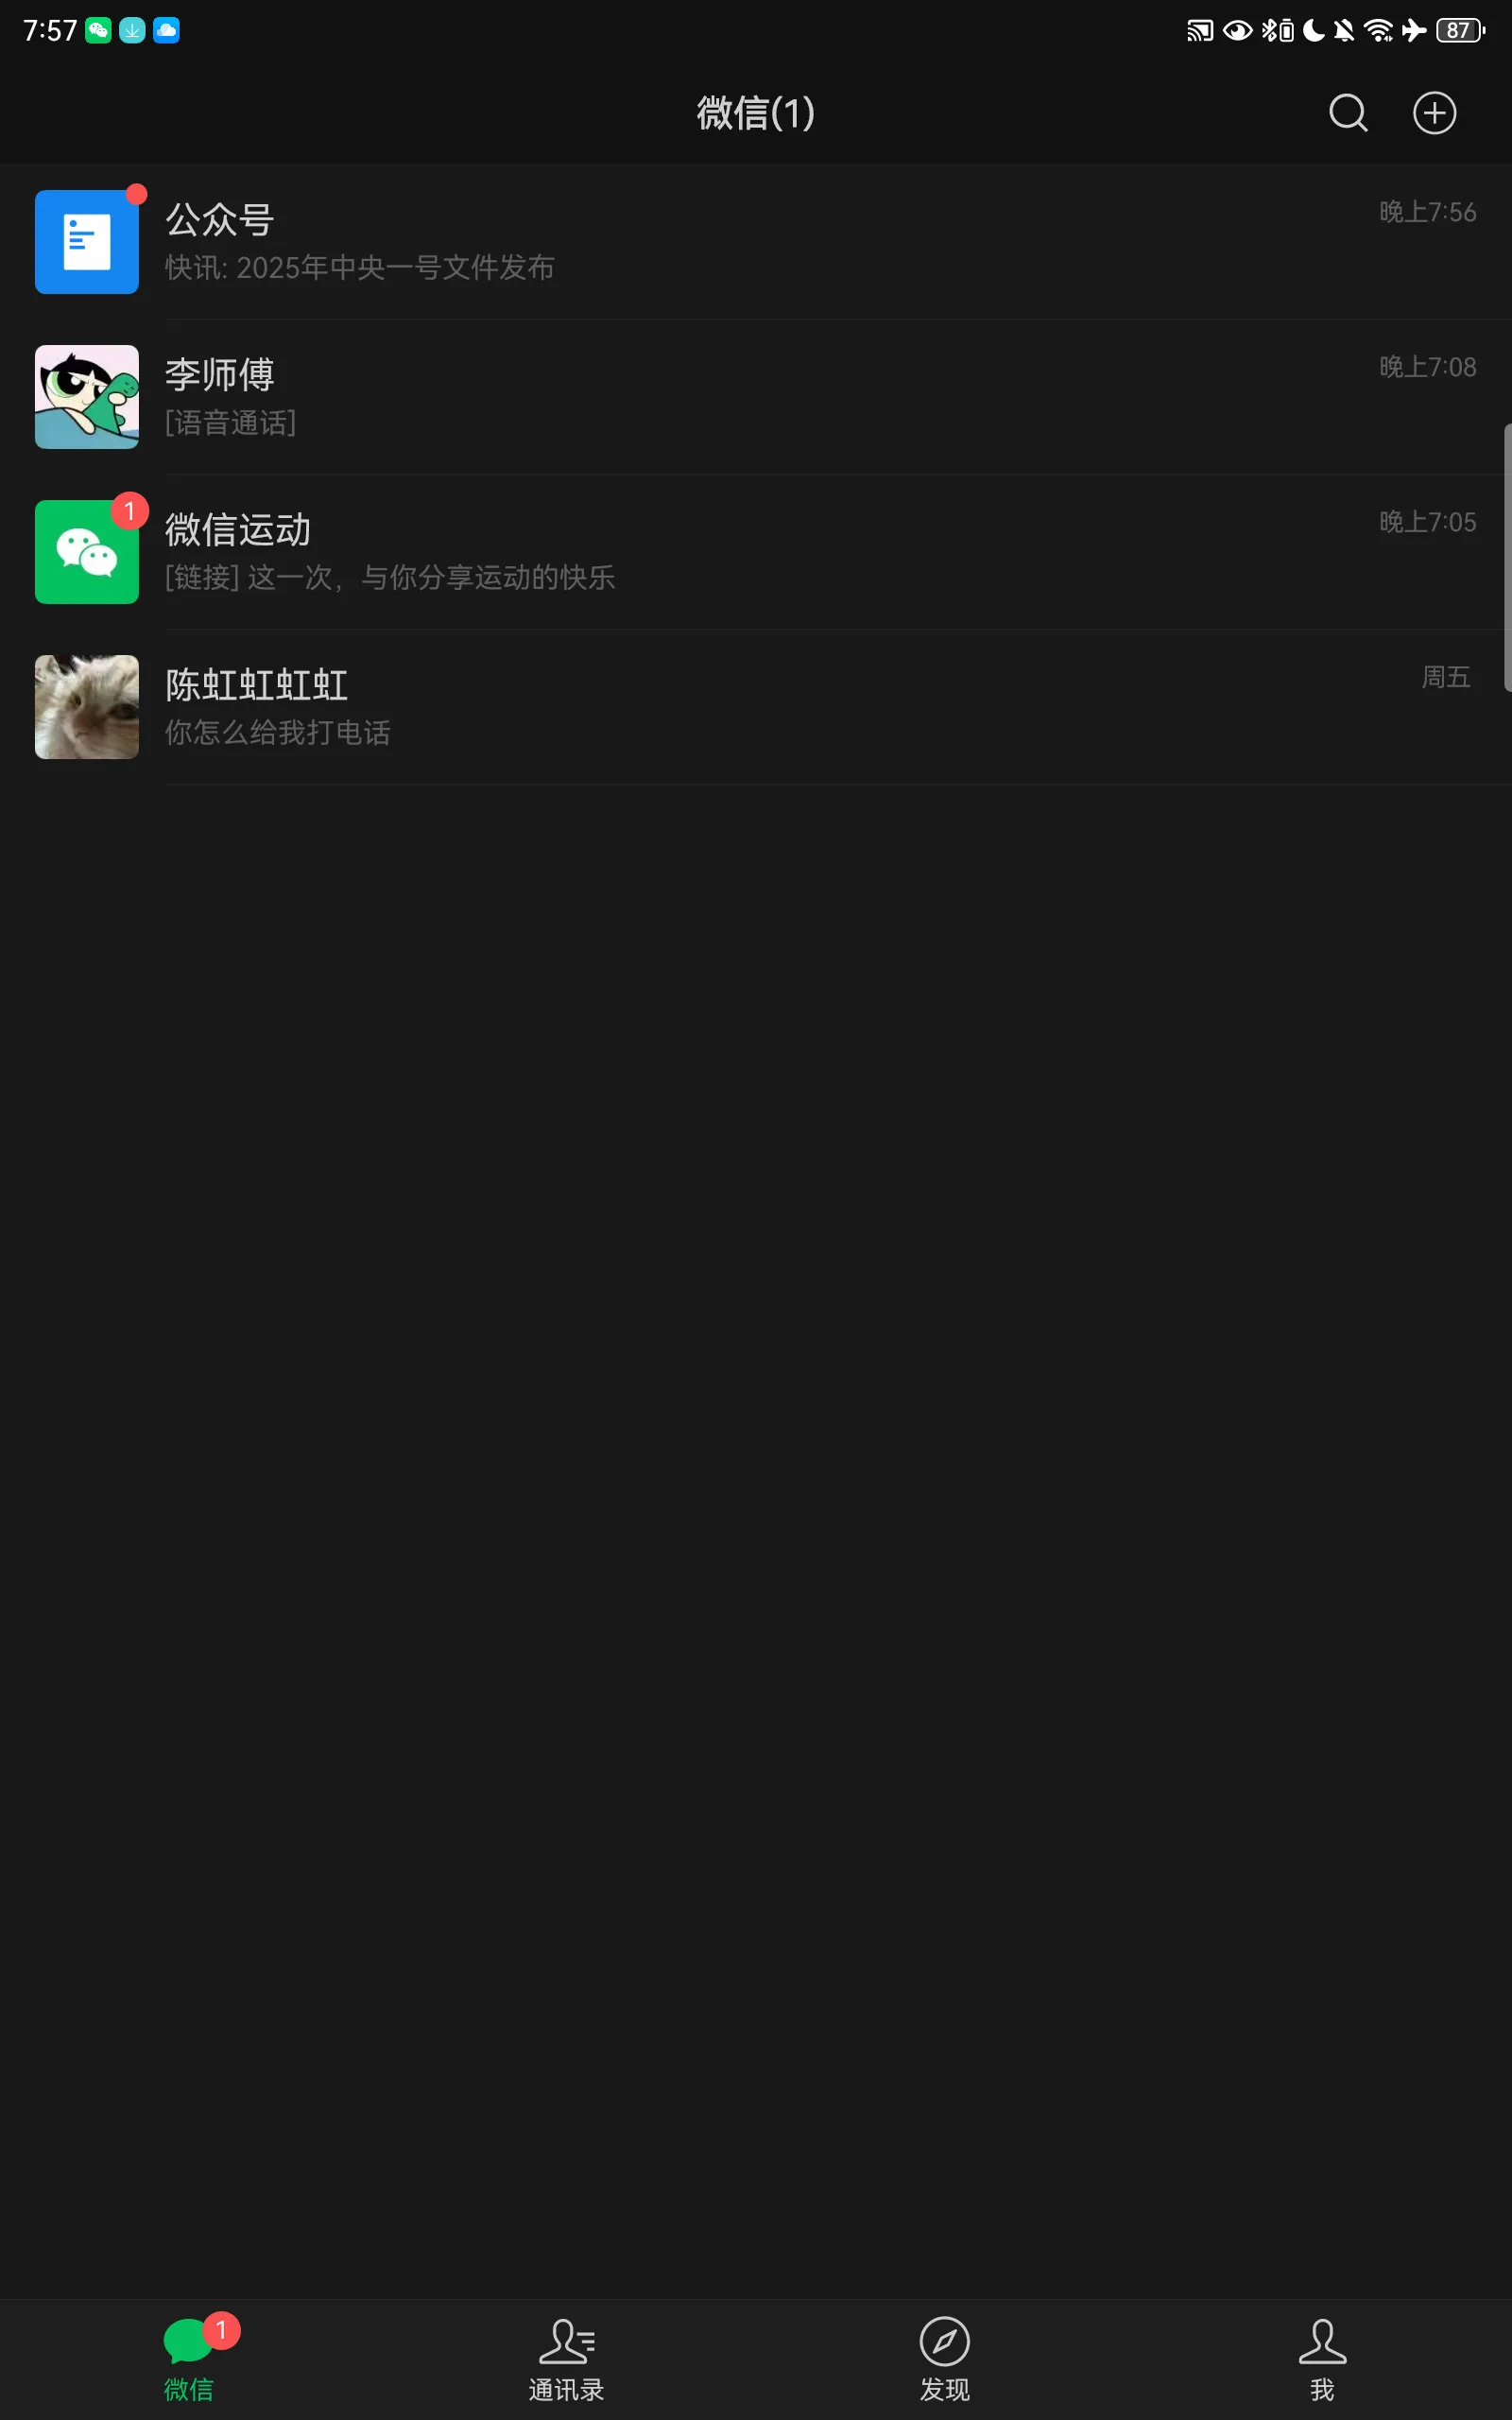 7:57
87
微信(1)
公众号
晚上7:56
快讯: 2025年中央一号文件发布
李师傅
晚上7:08
[语音通话]
1
微信运动
晚上7:05
[链接] 这一次，与你分享运动的快乐
陈虹虹虹虹
周五
你怎么给我打电话
1
微信
通讯录
发现
我